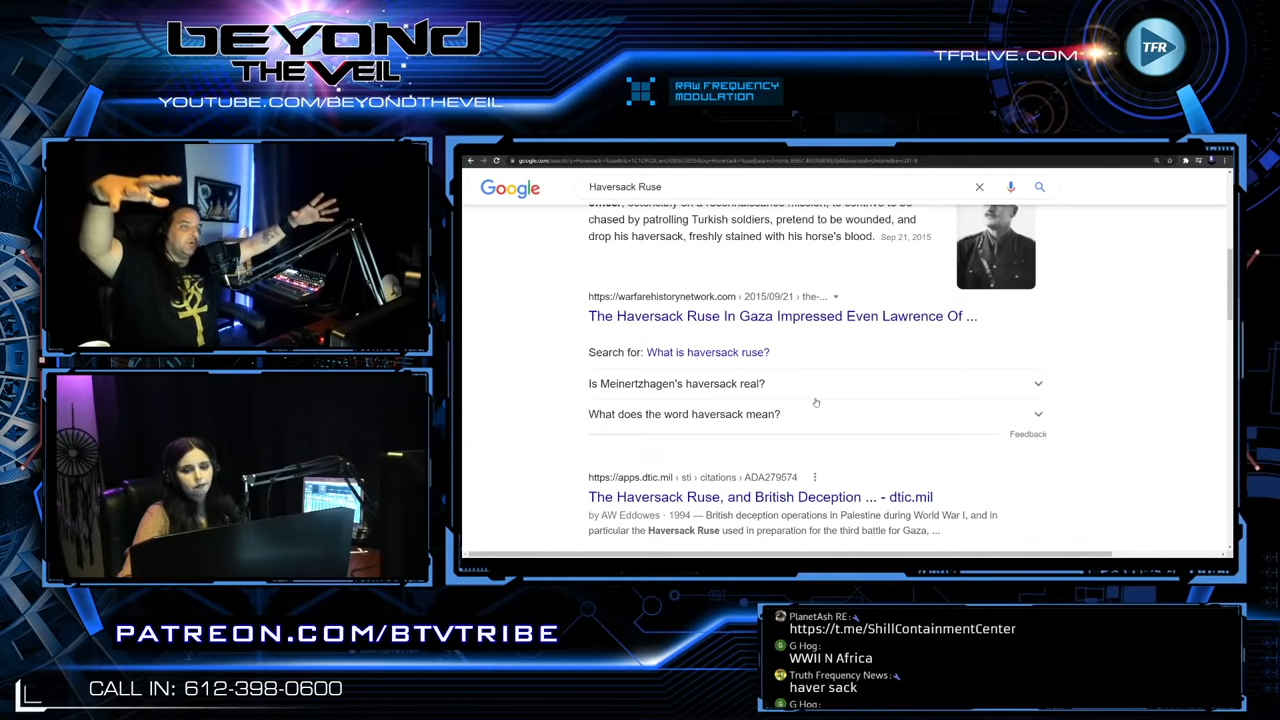 BEYOND
THE VEIL
YOUTUBE.COM/BEYONDTHEVEIL
TFRLIVE.COM
TFR
RAW FREQUENCY
MODULATION
Google
Haversack Ruse
chased by patrolling Turkish soldiers, pretend to be wounded, and
drop his haversack, freshly stained with his horse's blood. Sep 21, 2015
https://warfarehistorynetwork.com › 2015/09/21 › the-...
The Haversack Ruse In Gaza Impressed Even Lawrence Of ...
Search for: What is haversack ruse?
Is Meinertzhagen's haversack real?
What does the word haversack mean?
Feedback
https://apps.dtic.mil › sti › citations › ADA279574
The Haversack Ruse, and British Deception ... - dtic.mil
by AW Eddowes · 1994 — British deception operations in Palestine during World War I, and in
particular the Haversack Ruse used in preparation for the third battle for Gaza, ...
PATREON.COM/BTVTRIBE
CALL IN: 612-398-0600
PlanetAsh RE:
https://t.me/ShillContainmentCenter
G Hog:
WWII N Africa
Truth Frequency News:
haver sack
G Hog: